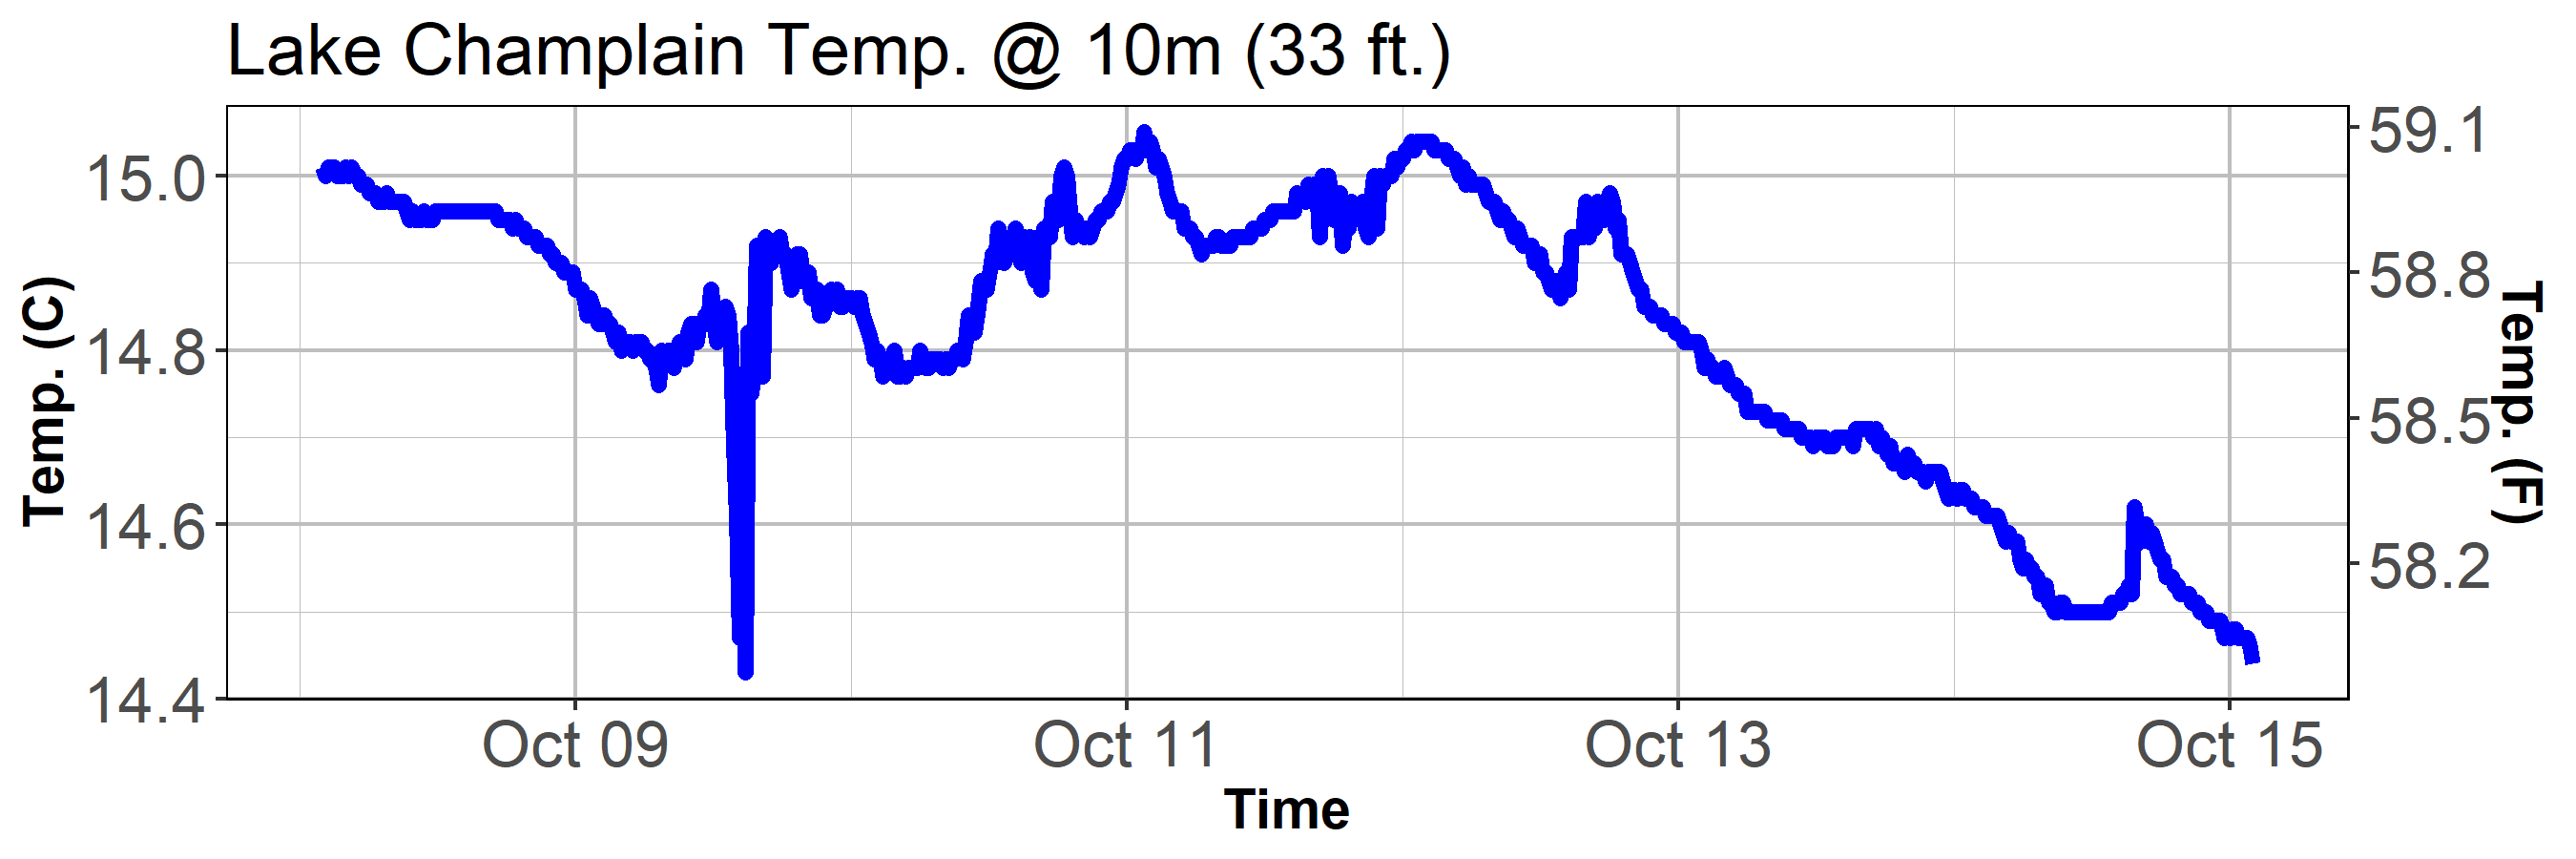 Lake Champlain Temp. @ 10m (33 ft.)
Temp. (C)
15.0
14.8
14.6
14.4
59.1
58.8
58.5
58.2
Temp. (F)
Oct 09
Oct 11
Oct 13
Oct 15
Time